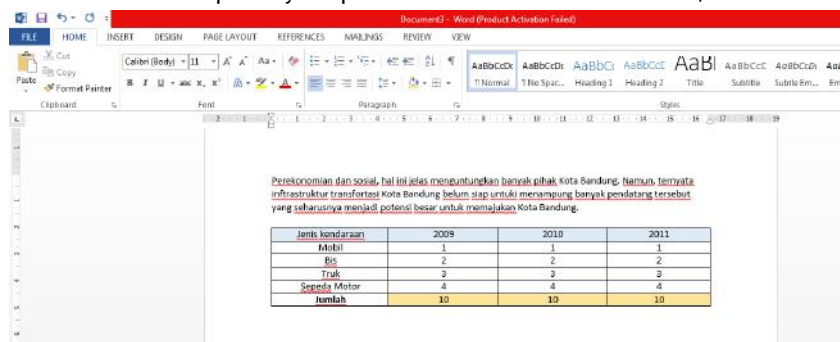 Document3 - Word (Product Activation Failed)
FILE HOME INSERT DESIGN PAGE LAYOUT REFERENCES MAILINGS REVIEW VIEW
Cut
Copy
Format Painter
Paste
Calibri (Body) 11
AaBbCcDc AaBbCcDc AaBbCc AaBbCcC AaBl AaBbCcC AaBbCcDc
¶ Normal ¶ No Spac... Heading 1 Heading 2 Title Subtitle Subtle Em...
Clipboard Font Paragraph Styles
Perekonomian dan sosial, hal ini jelas menguntungkan banyak pihak Kota Bandung. Namun, ternyata
inftrastruktur transfortasi Kota Bandung belum siap untuki menampung banyak pendatang tersebut
yang seharusnya menjadi potensi besar untuk memajukan Kota Bandung.
Jenis kendaraan 2009 2010 2011
Mobil 1 1 1
Bis 2 2 2
Truk 3 3 3
Sepeda Motor 4 4 4
Jumlah 10 10 10